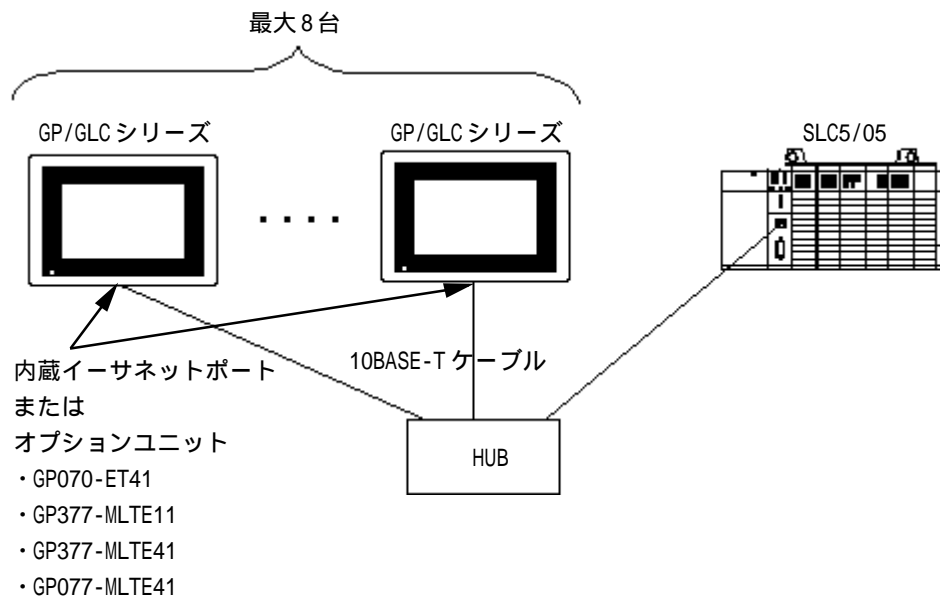 最大8台
GP/GLCシリーズ
GP/GLCシリーズ
SLC5/05
10BASE-Tケーブル
内蔵イーサネットポート
または
オプションユニット
・GP070-ET41
・GP377-MLTE11
・GP377-MLTE41
・GP077-MLTE41
HUB